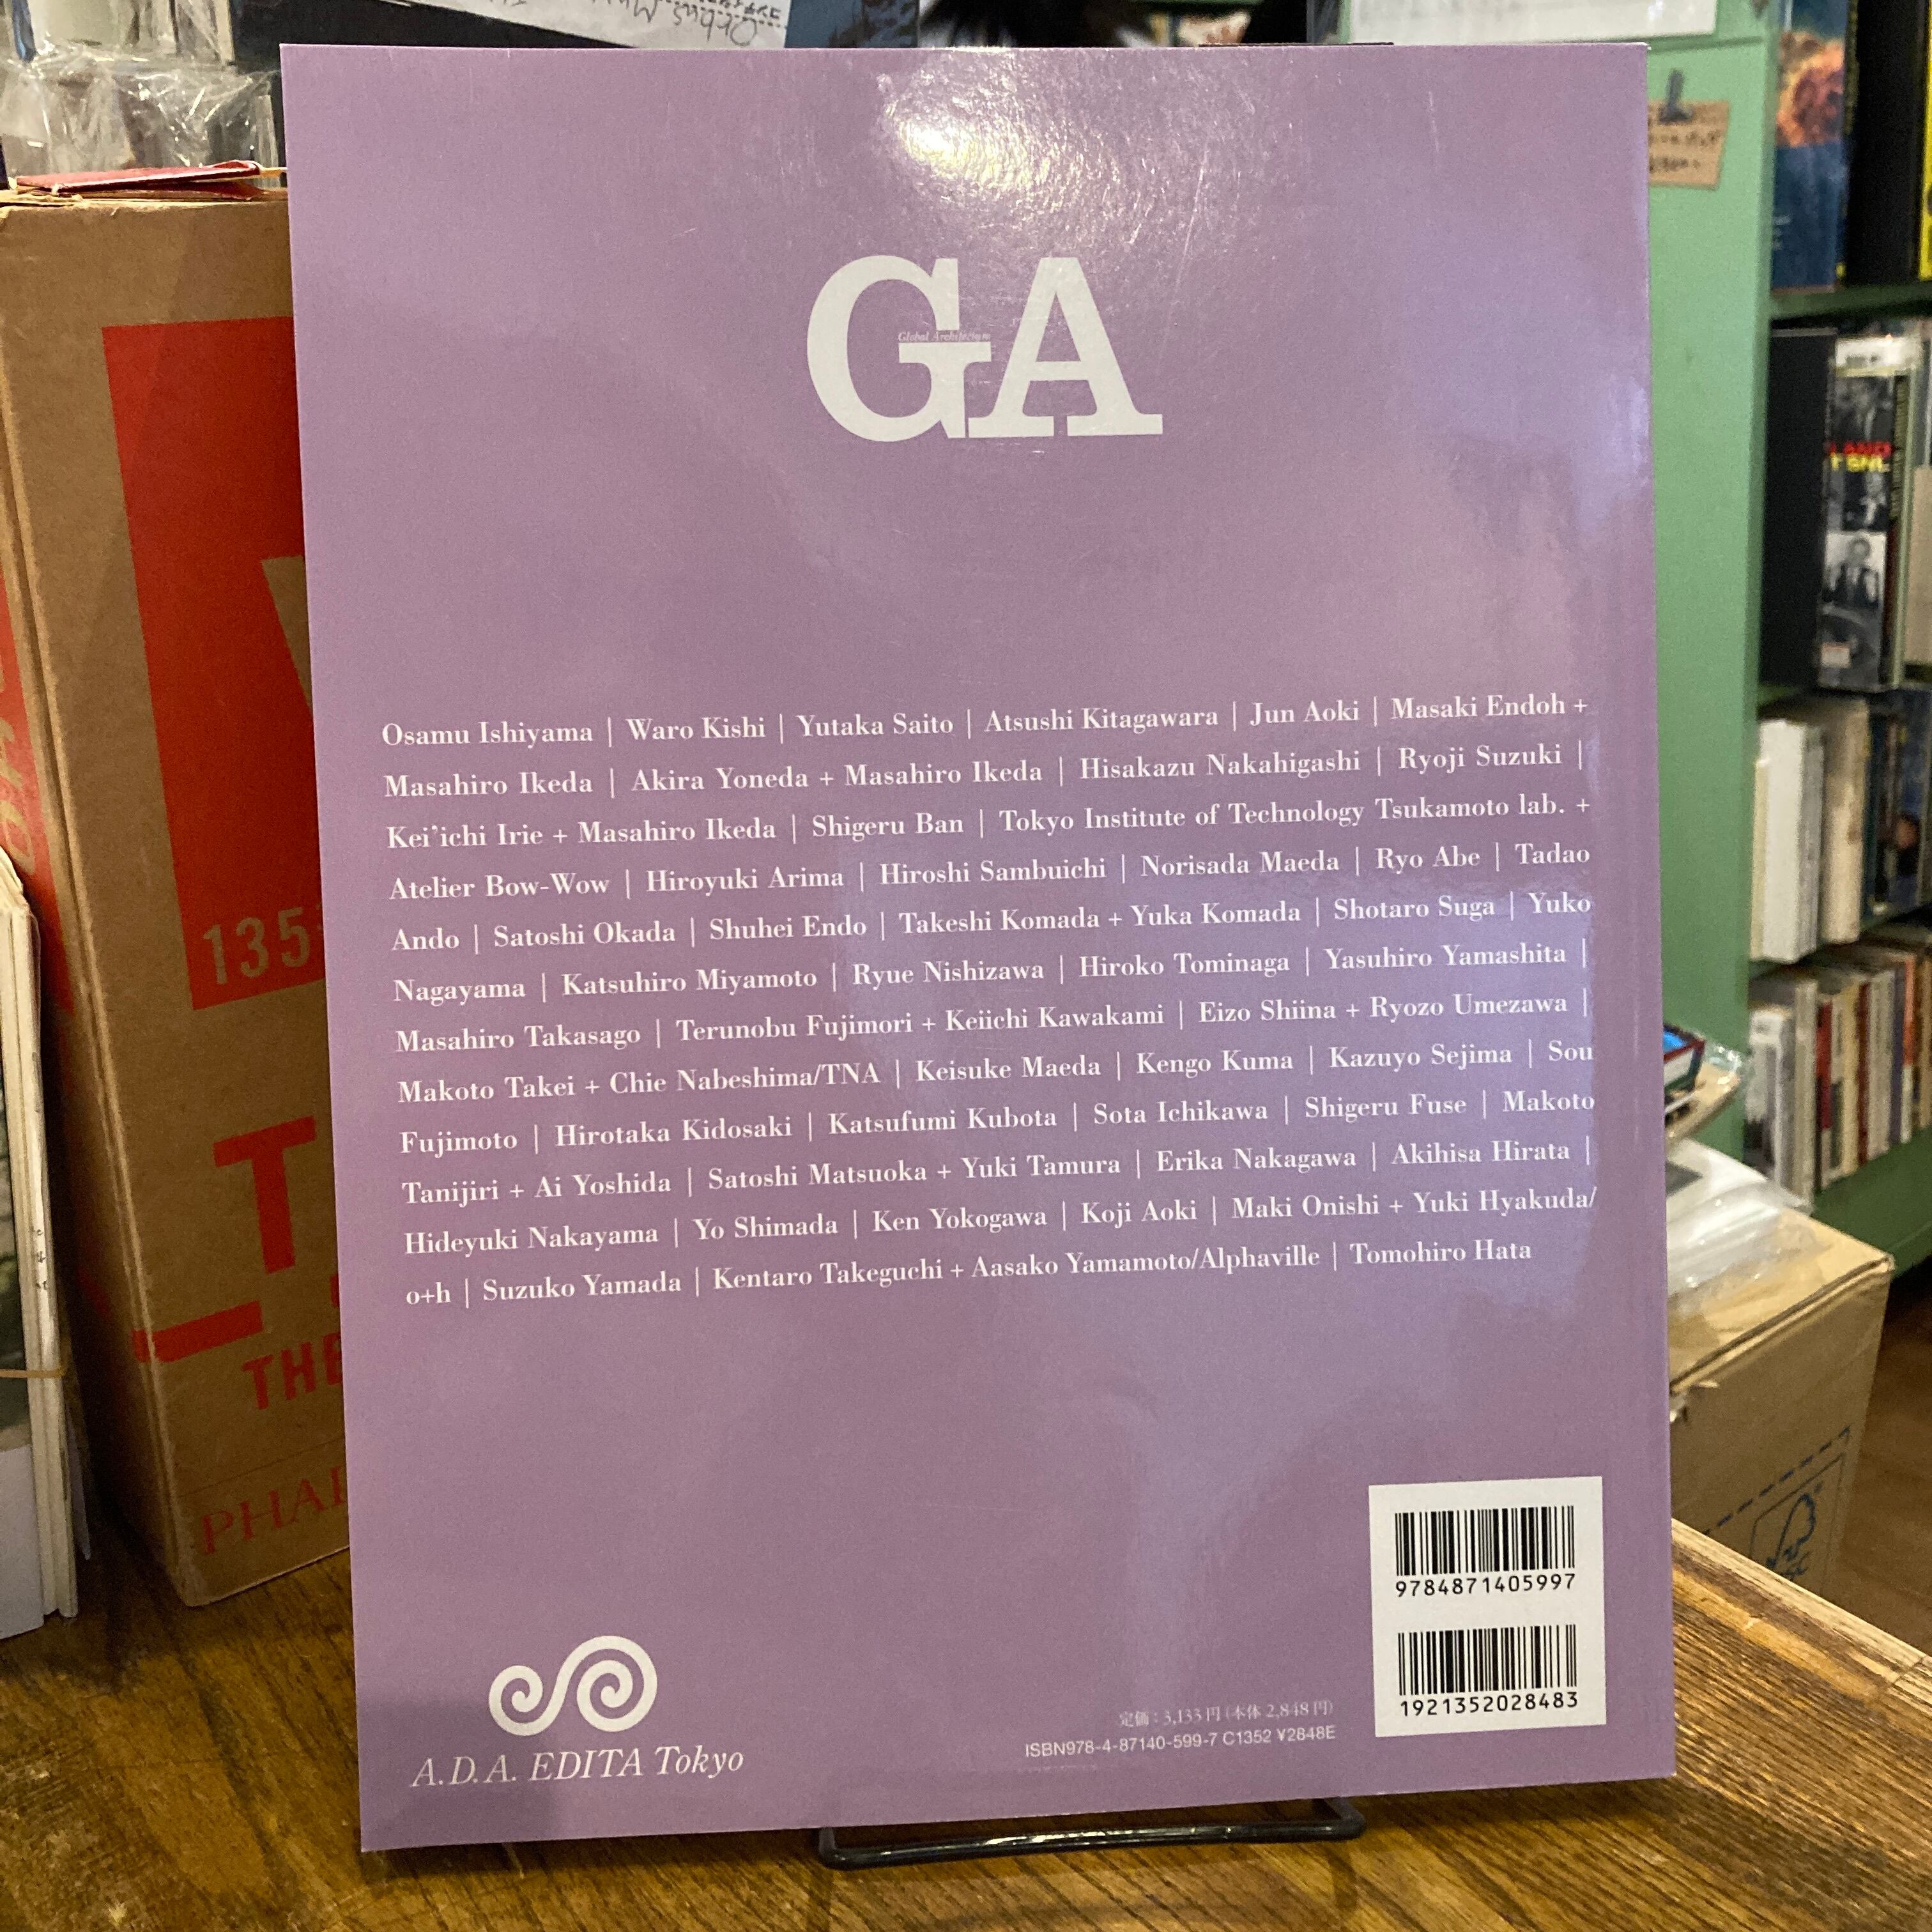 GA
Global Architecture
Osamu Ishiyama | Waro Kishi | Yutaka Saito | Atsushi Kitagawara | Jun Aoki | Masaki Endoh +
Masahiro Ikeda | Akira Yoneda + Masahiro Ikeda | Hisakazu Nakahigashi | Ryoji Suzuki |
Kei'ichi Irie + Masahiro Ikeda | Shigeru Ban | Tokyo Institute of Technology Tsukamoto lab. +
Atelier Bow-Wow | Hiroyuki Arima | Hiroshi Sambuichi | Norisada Maeda | Ryo Abe | Tadao
Ando | Satoshi Okada | Shuhei Endo | Takeshi Komada + Yuka Komada | Shotaro Suga | Yuko
Nagayama | Katsuhiro Miyamoto | Ryue Nishizawa | Hiroko Tominaga | Yasuhiro Yamashita |
Masahiro Takasago | Terunobu Fujimori + Keiichi Kawakami | Eizo Shiina + Ryozo Umezawa |
Makoto Takei + Chie Nabeshima/TNA | Keisuke Maeda | Kengo Kuma | Kazuyo Sejima | Sou
Fujimoto | Hirotaka Kidosaki | Katsufumi Kubota | Sota Ichikawa | Shigeru Fuse | Makoto
Tanijiri + Ai Yoshida | Satoshi Matsuoka + Yuki Tamura | Erika Nakagawa | Akihisa Hirata |
Hideyuki Nakayama | Yo Shimada | Ken Yokogawa | Koji Aoki | Maki Onishi + Yuki Hyakuda/
o+h | Suzuko Yamada | Kentaro Takeguchi + Aasako Yamamoto/Alphaville | Tomohiro Hata
9784871405997
1921352028483
定価：3,133円（本体2,848円）
ISBN978-4-87140-599-7 C1352 ¥2848E
A.D.A. EDITA Tokyo
135
THE